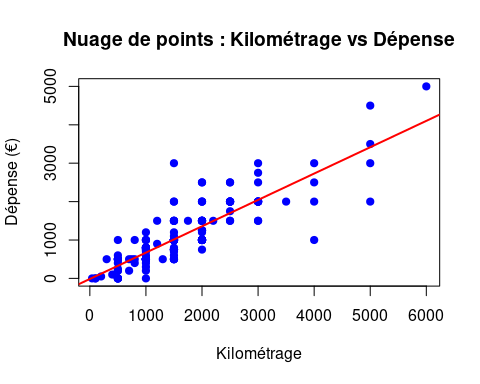 Nuage de points : Kilométrage vs Dépense
Dépense (€)
5000
3000
1000
0
0 1000 2000 3000 4000 5000 6000
Kilométrage